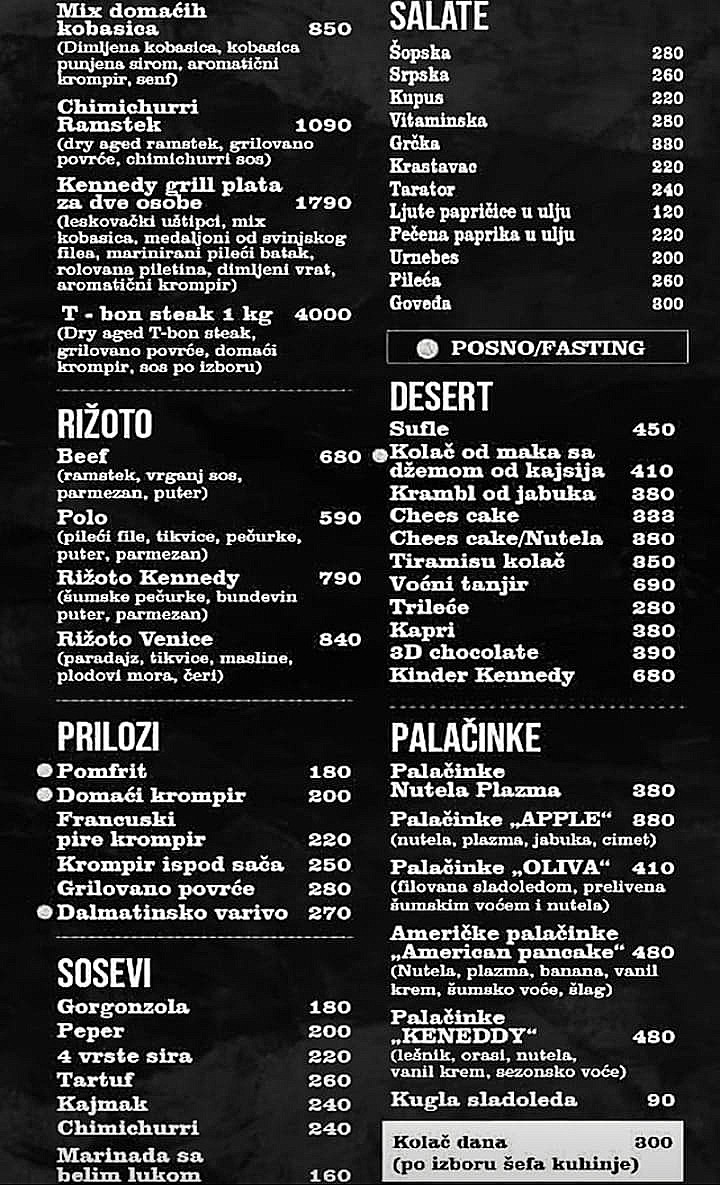 Mix domaćih
kobasica 850
(Dimljena kobasica, kobasica
punjena sirom, aromatični
krompir, senf)
Chimichurri
Ramstek 1090
(dry aged ramstek, grilovano
povrće, chimichurri sos)
Kennedy grill plata
za dve osobe 1790
(leskovački uštipci, mix
kobasica, medaljoni od svinjskog
filea, marinirani pileći batak,
rolovana piletina, dimljeni vrat,
aromatični krompir)
T - bon steak 1 kg 4000
(Dry aged T-bon steak,
grilovano povrće, domaći
krompir, sos po izboru)
RIŽOTO
Beef 680
(ramstek, vrganj sos,
parmezan, puter)
Polo 590
(pileći file, tikvice, pečurke,
puter, parmezan)
Rižoto Kennedy 790
(šumske pečurke, bundevin
puter, parmezan)
Rižoto Venice 840
(paradajz, tikvice, masline,
plodovi mora, čeri)
PRILOZI
Pomfrit 180
Domaći krompir 200
Francuski
pire krompir 220
Krompir ispod sača 250
Grilovano povrće 280
Dalmatinsko varivo 270
SOSEVI
Gorgonzola 180
Peper 200
4 vrste sira 220
Tartuf 260
Kajmak 240
Chimichurri 240
Marinada sa
belim lukom 160
SALATE
Šopska 280
Srpska 260
Kupus 220
Vitaminska 280
Grčka 380
Krastavac 220
Tarator 240
Ljute papričice u ulju 120
Pečena paprika u ulju 220
Urnebes 200
Pileća 260
Goveđa 300
POSNO/FASTING
DESERT
Sufle 450
Kolač od maka sa
džemom od kajsija 410
Krambl od jabuka 380
Chees cake 333
Chees cake/Nutela 380
Tiramisu kolač 350
Voćni tanjir 690
Trileće 280
Kapri 380
3D chocolate 390
Kinder Kennedy 680
PALAČINKE
Palačinke
Nutela Plazma 380
Palačinke „APPLE“ 380
(nutela, plazma, jabuka, cimet)
Palačinke „OLIVA“ 410
(filovana sladoledom, prelivena
šumskim voćem i nutela)
Američke palačinke
„American pancake“ 480
(Nutela, plazma, banana, vanil
krem, šumsko voće, šlag)
Palačinke
„KENEDDY“ 480
(lešnik, orasi, nutela,
vanil krem, sezonsko voće)
Kugla sladoleda 90
Kolač dana 300
(po izboru šefa kuhinje)